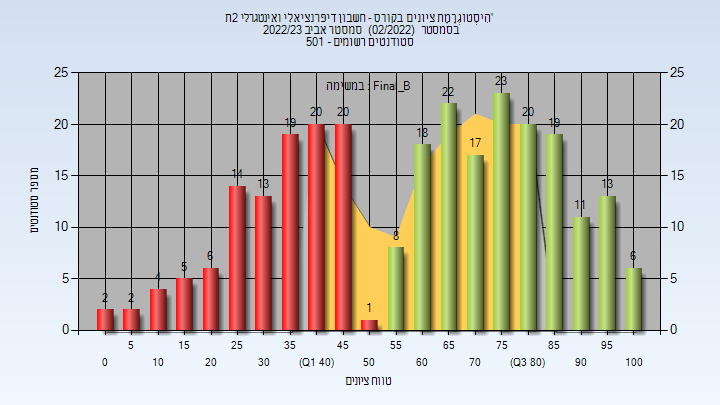 היסטוגרמת ציונים בקורס - חשבון דיפרנציאלי ואינטגרלי 2ת'
בסמסטר (02/2022) סמסטר אביב 2022/23
סטודנטים רשומים - 501
במשימה : Final_B
מספר סטודנטים
25 25
20 20
15 15
10 10
5 5
0 0
2 2 4 5 6 14 13 19 20 20 1 8 18 22 17 23 20 19 11 13 6
5 15 25 35 45 55 65 75 85 95
0 10 20 30 (Q1 40) 50 60 70 (Q3 80) 90 100
טווח ציונים